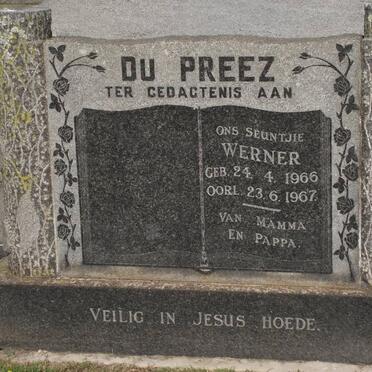 DU PREEZ
TER GEDAGTENIS AAN
ONS SEUNTJIE
WERNER
GEB. 24. 4. 1966
OORL. 23. 6. 1967
VAN MAMMA
EN PAPPA.
VEILIG IN JESUS HOEDE.